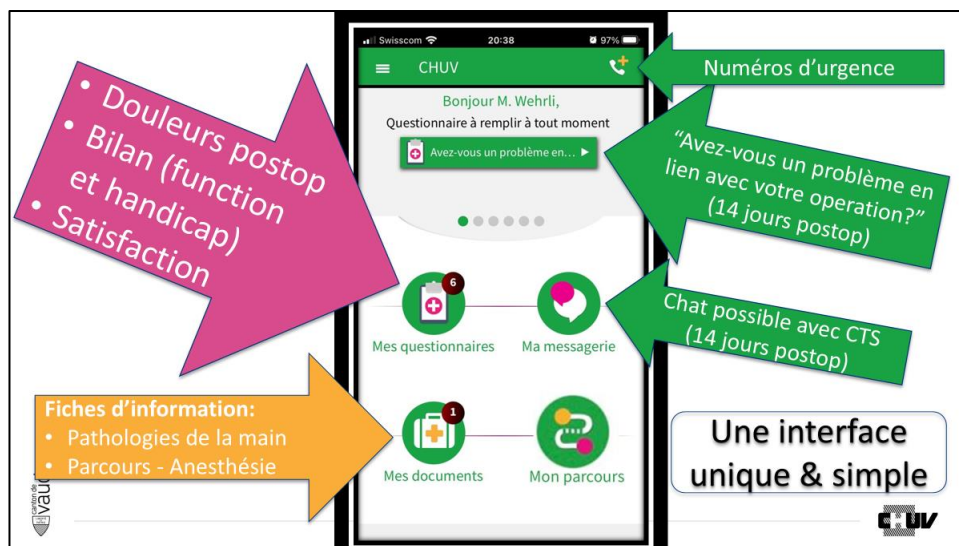 Swisscom 20:38 97%
CHUV
Bonjour M. Wehrli,
Questionnaire à remplir à tout moment
Avez-vous un problème en...
6
Mes questionnaires
Ma messagerie
1
Mes documents
Mon parcours
• Douleurs postop
• Bilan (function
et handicap)
• Satisfaction
Fiches d’information:
• Pathologies de la main
• Parcours - Anesthésie
Numéros d’urgence
“Avez-vous un problème en
lien avec votre operation?”
(14 jours postop)
Chat possible avec CTS
(14 jours postop)
Une interface
unique & simple
canton de
CHUV